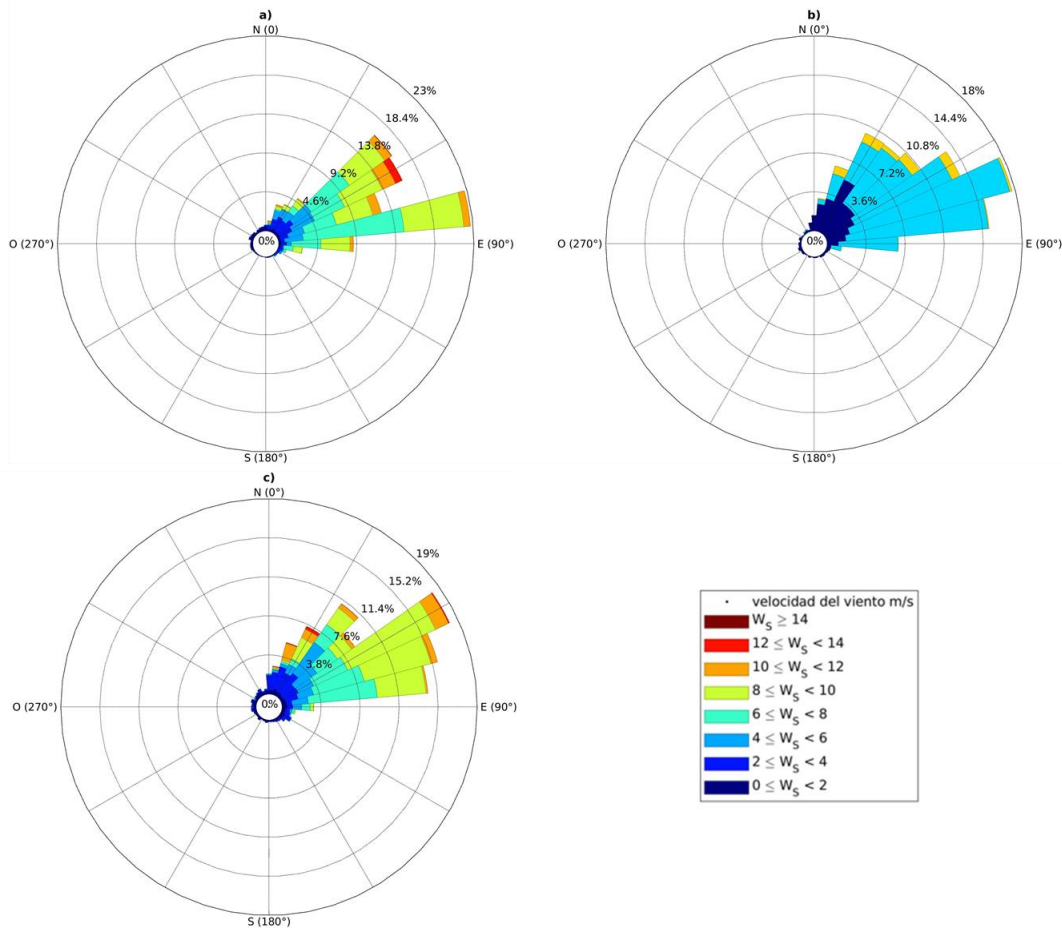 a)
N (0)
23%
18.4%
13.8%
9.2%
4.6%
0%
O (270°)
E (90°)
S (180°)
b)
N (0°)
18%
14.4%
10.8%
7.2%
3.6%
0%
O (270°)
E (90°)
S (180°)
c)
N (0°)
19%
15.2%
11.4%
7.6%
3.8%
0%
O (270°)
E (90°)
S (180°)
velocidad del viento m/s
W_S ≥ 14
12 ≤ W_S < 14
10 ≤ W_S < 12
8 ≤ W_S < 10
6 ≤ W_S < 8
4 ≤ W_S < 6
2 ≤ W_S < 4
0 ≤ W_S < 2